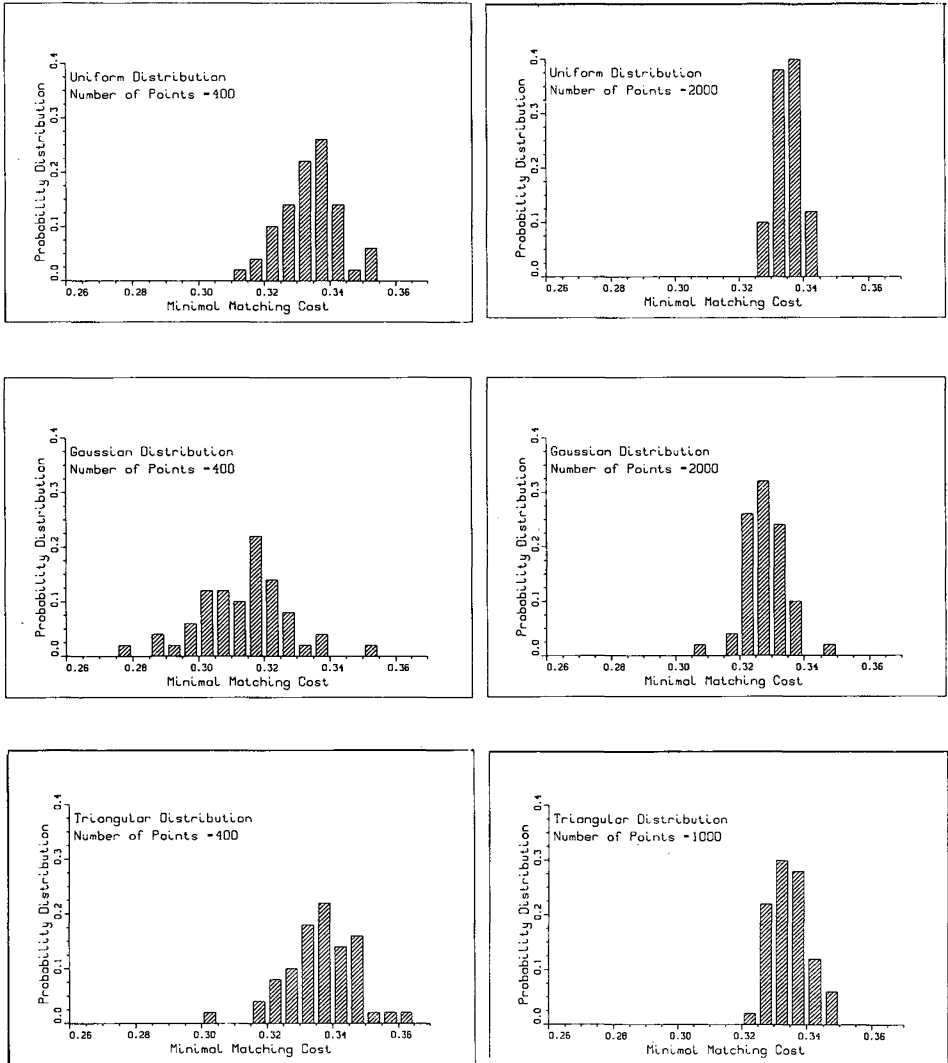 Uniform Distribution
Number of Points =400
Probability Distribution
0.0 0.1 0.2 0.3 0.4
0.26 0.28 0.30 0.32 0.34 0.36
Minimal Matching Cost
Uniform Distribution
Number of Points =2000
Probability Distribution
0.0 0.1 0.2 0.3 0.4
0.26 0.28 0.30 0.32 0.34 0.36
Minimal Matching Cost
Gaussian Distribution
Number of Points =400
Probability Distribution
0.0 0.1 0.2 0.3 0.4
0.26 0.28 0.30 0.32 0.34 0.36
Minimal Matching Cost
Gaussian Distribution
Number of Points =2000
Probability Distribution
0.0 0.1 0.2 0.3 0.4
0.26 0.28 0.30 0.32 0.34 0.36
Minimal Matching Cost
Triangular Distribution
Number of Points =400
Probability Distribution
0.0 0.1 0.2 0.3 0.4
0.26 0.28 0.30 0.32 0.34 0.36
Minimal Matching Cost
Triangular Distribution
Number of Points =1000
Probability Distribution
0.0 0.1 0.2 0.3 0.4
0.26 0.28 0.30 0.32 0.34 0.36
Minimal Matching Cost